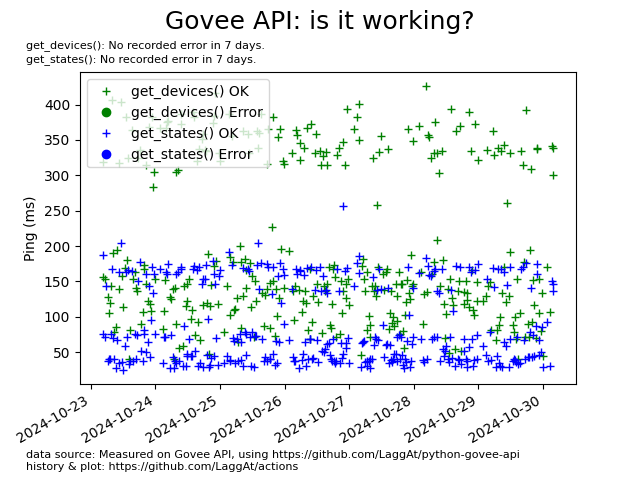 Govee API: is it working?
get_devices(): No recorded error in 7 days.
get_states(): No recorded error in 7 days.
get_devices() OK
get_devices() Error
get_states() OK
get_states() Error
Ping (ms)
400
350
300
250
200
150
100
50
2024-10-23
2024-10-24
2024-10-25
2024-10-26
2024-10-27
2024-10-28
2024-10-29
2024-10-30
data source: Measured on Govee API, using https://github.com/LaggAt/python-govee-api
history & plot: https://github.com/LaggAt/actions